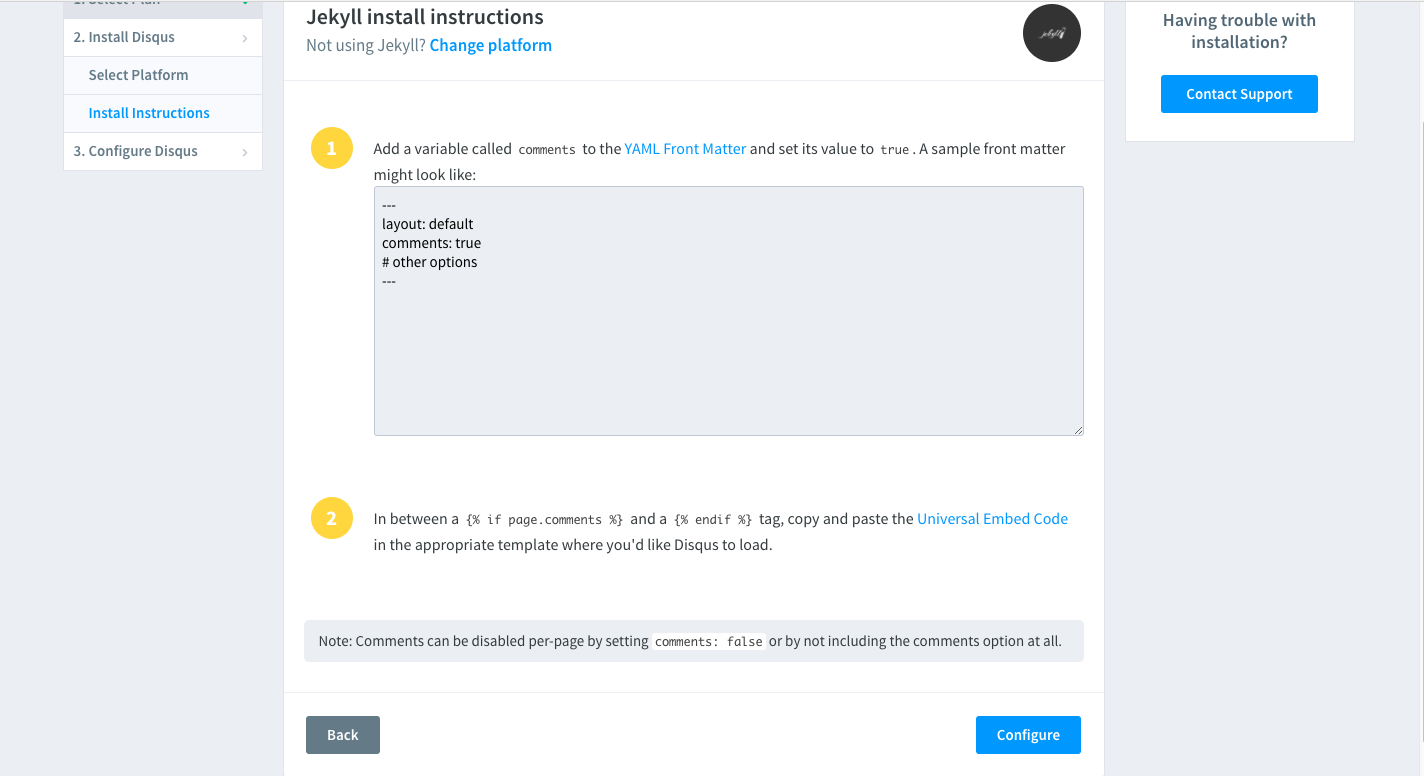 1. Select Plan
2. Install Disqus
Select Platform
Install Instructions
3. Configure Disqus
Jekyll install instructions
Not using Jekyll? Change platform
jekyll
1
Add a variable called comments to the YAML Front Matter and set its value to true. A sample front matter
might look like:
---
layout: default
comments: true
# other options
---
2
In between a {% if page.comments %} and a {% endif %} tag, copy and paste the Universal Embed Code
in the appropriate template where you'd like Disqus to load.
Note: Comments can be disabled per-page by setting comments: false or by not including the comments option at all.
Back
Configure
Having trouble with
installation?
Contact Support